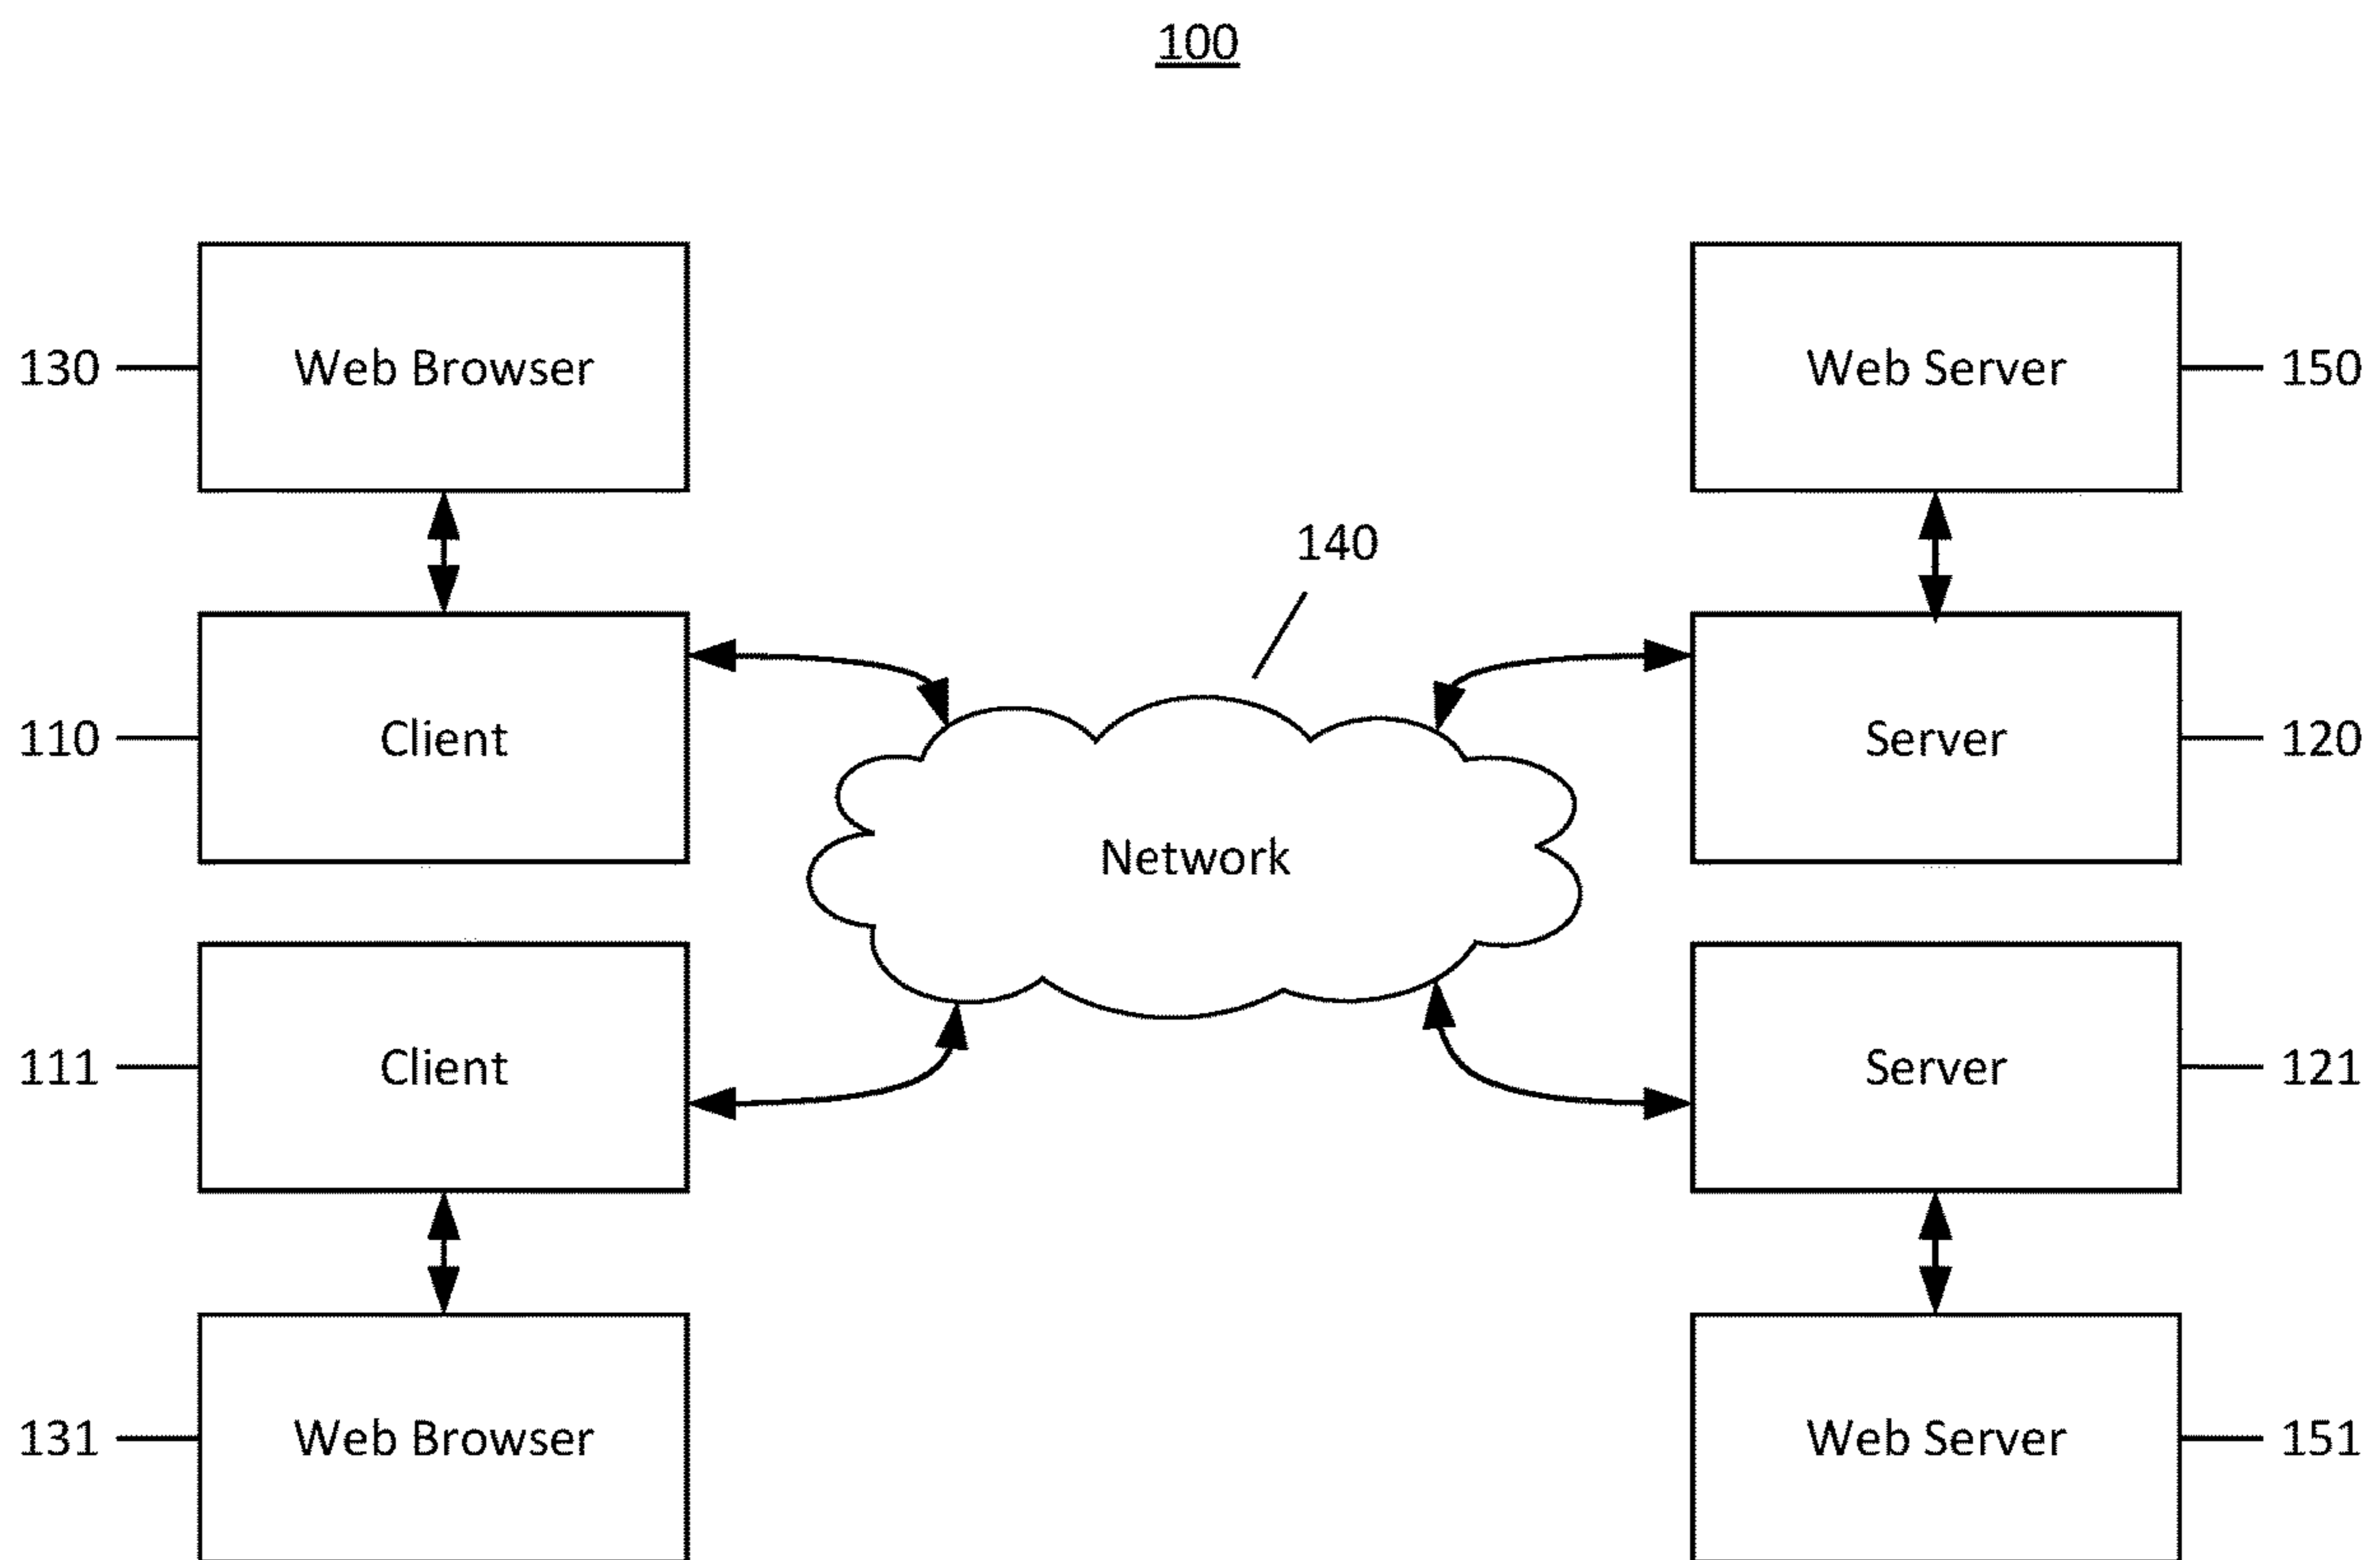 100
130 Web Browser
Web Server 150
140
110 Client
Server 120
Network
111 Client
Server 121
131 Web Browser
Web Server 151